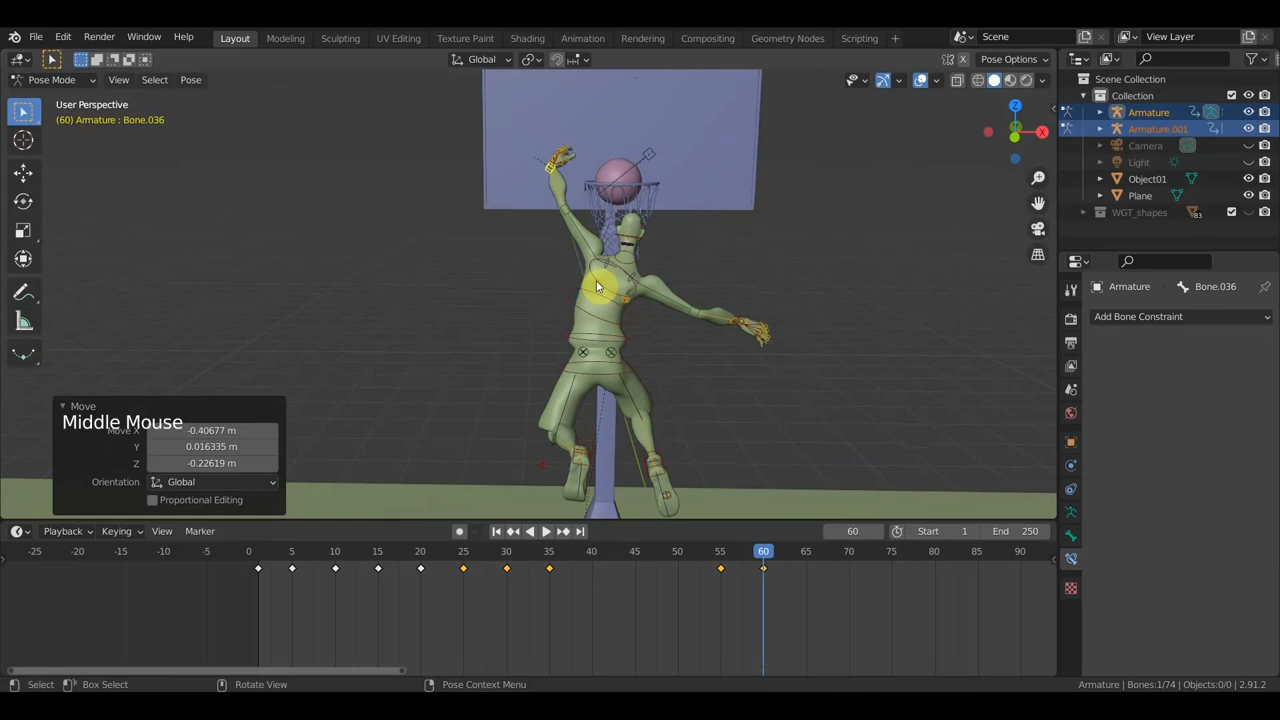 File Edit Render Window Help Layout Modeling Sculpting UV Editing Texture Paint Shading Animation Rendering Compositing Geometry Nodes Scripting + Scene View Layer
Global X Pose Options
Pose Mode View Select Pose
Scene Collection
User Perspective
(60) Armature : Bone.036
Collection
Armature
Armature.001
Camera
Light
Object01
Plane
WGT_shapes 83
Z
X
Armature Bone.036
Add Bone Constraint
Move
Middle Mouse
Move X -0.40677 m
Y 0.016335 m
Z -0.22619 m
Orientation Global
Proportional Editing
Playback Keying View Marker 60 Start 1 End 250
-25 -20 -15 -10 -5 0 5 10 15 20 25 30 35 40 45 50 55 60 65 70 75 80 85 90
Select Box Select Rotate View Pose Context Menu Armature | Bones:1/74 | Objects:0/0 | 2.91.2